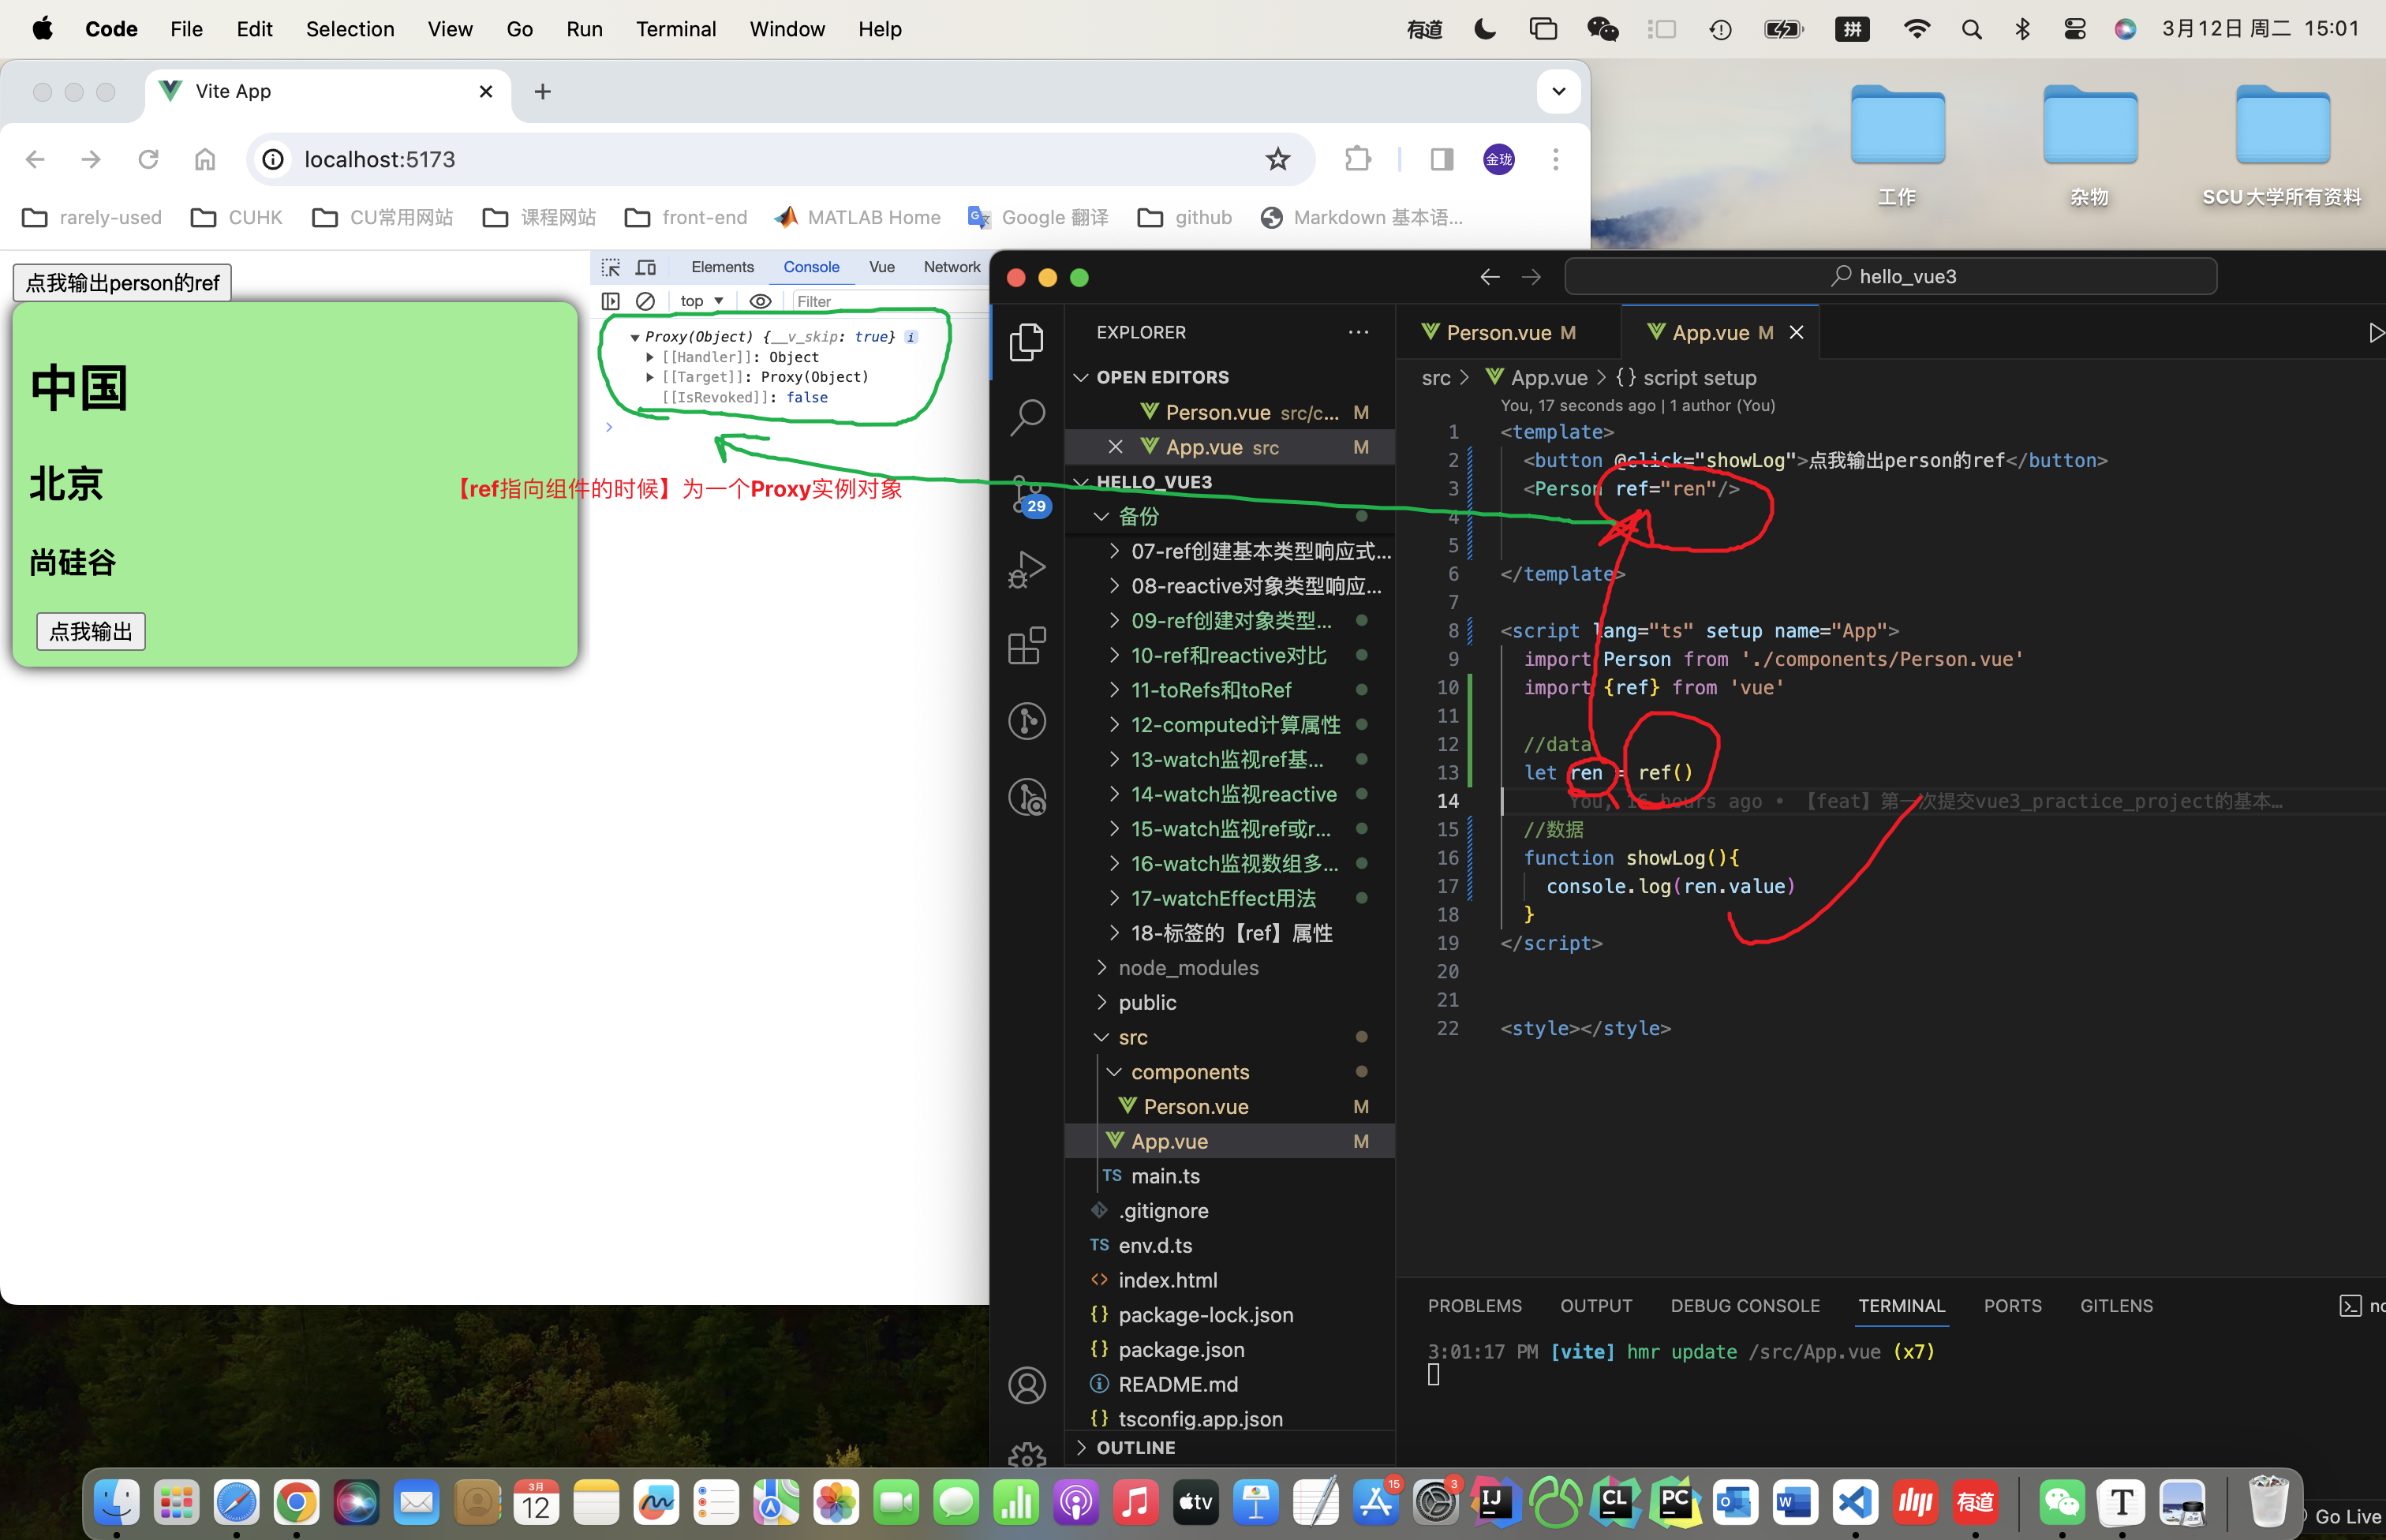 Code File Edit Selection View Go Run Terminal Window Help
有道 拼 3月12日 周二 15:01
Vite App
localhost:5173
金珑
rarely-used CUHK CU常用网站 课程网站 front-end MATLAB Home Google 翻译 github Markdown 基本语...
工作 杂物 SCU大学所有资料
点我输出person的ref
中国
北京
尚硅谷
点我输出
Elements Console Vue Network
top Filter
Proxy(Object) {__v_skip: true}
[[Handler]]: Object
[[Target]]: Proxy(Object)
[[IsRevoked]]: false
【ref指向组件的时候】为一个Proxy实例对象
hello_vue3
EXPLORER
OPEN EDITORS
Person.vue src/c... M
App.vue src M
HELLO_VUE3
29
备份
07-ref创建基本类型响应式...
08-reactive对象类型响应...
09-ref创建对象类型...
10-ref和reactive对比
11-toRefs和toRef
12-computed计算属性
13-watch监视ref基...
14-watch监视reactive
15-watch监视ref或r...
16-watch监视数组多...
17-watchEffect用法
18-标签的【ref】属性
node_modules
public
src
components
Person.vue M
App.vue M
TS main.ts
.gitignore
TS env.d.ts
index.html
{} package-lock.json
{} package.json
README.md
{} tsconfig.app.json
OUTLINE
Person.vue M App.vue M
src > App.vue > {} script setup
You, 17 seconds ago | 1 author (You)
1 <template>
2 <button @click="showLog">点我输出person的ref</button>
3 <Person ref="ren"/>
4
5
6 </template>
7
8 <script lang="ts" setup name="App">
9 import Person from './components/Person.vue'
10 import {ref} from 'vue'
11
12 //data
13 let ren = ref()
14 You, 16 hours ago • 【feat】第一次提交vue3_practice_project的基本…
15 //数据
16 function showLog(){
17 console.log(ren.value)
18 }
19 </script>
20
21
22 <style></style>
PROBLEMS OUTPUT DEBUG CONSOLE TERMINAL PORTS GITLENS
3:01:17 PM [vite] hmr update /src/App.vue (x7)
3月 12 tv 15 3 IJ CL PC 有道 T
Go Live